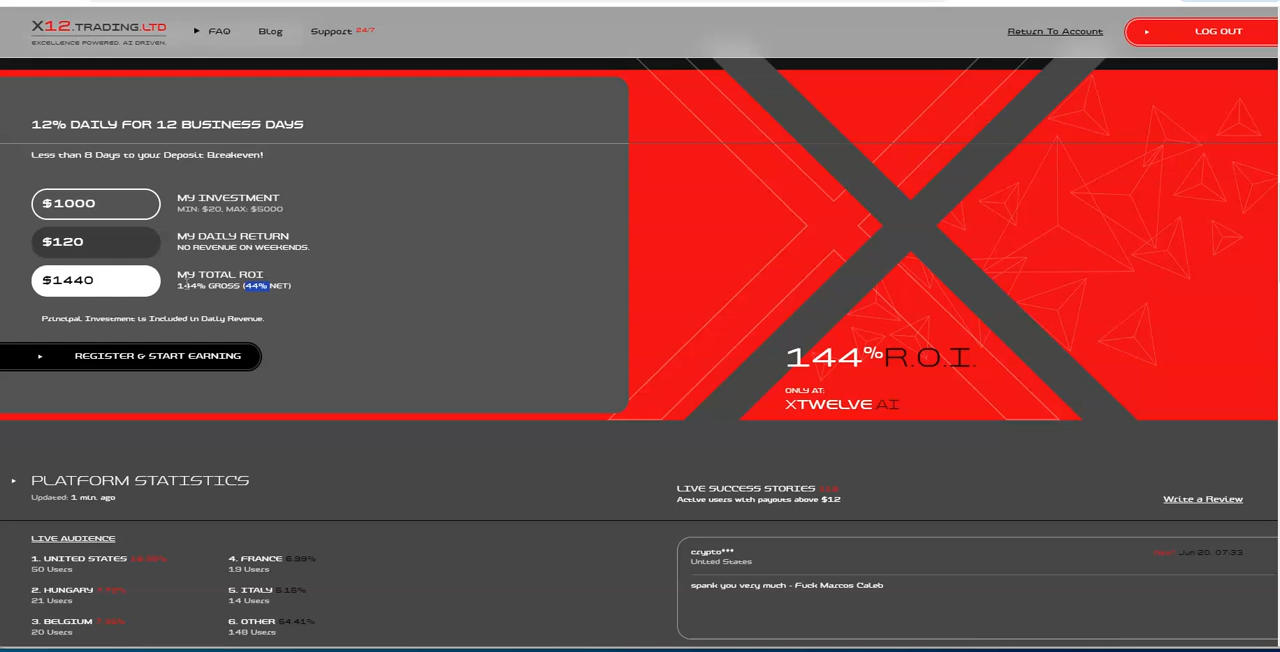 X12.TRADING.LTD
EXCELLENCE POWERED. AI DRIVEN.
FAQ
Blog
Support 24/7
Return To Account
LOG OUT
12% DAILY FOR 12 BUSINESS DAYS
Less than 8 Days to your Deposit Breakeven!
$1000
MY INVESTMENT
MIN: $20, MAX: $5000
$120
MY DAILY RETURN
NO REVENUE ON WEEKENDS.
$1440
MY TOTAL ROI
144% GROSS (44% NET)
Principal Investment is Included in Daily Revenue.
REGISTER & START EARNING
144% R.O.I.
ONLY AT:
XTWELVE AI
PLATFORM STATISTICS
Updated: 1 min. ago
LIVE SUCCESS STORIES
Active users with payouts above $12
Write a Review
LIVE AUDIENCE
1. UNITED STATES
50 Users
2. HUNGARY
21 Users
3. BELGIUM
20 Users
4. FRANCE 6.99%
19 Users
5. ITALY 5.15%
14 Users
6. OTHER 54.41%
148 Users
crypto***
United States
Jun 20, 07:33
spank you very much - Fuck Marcos Caleb